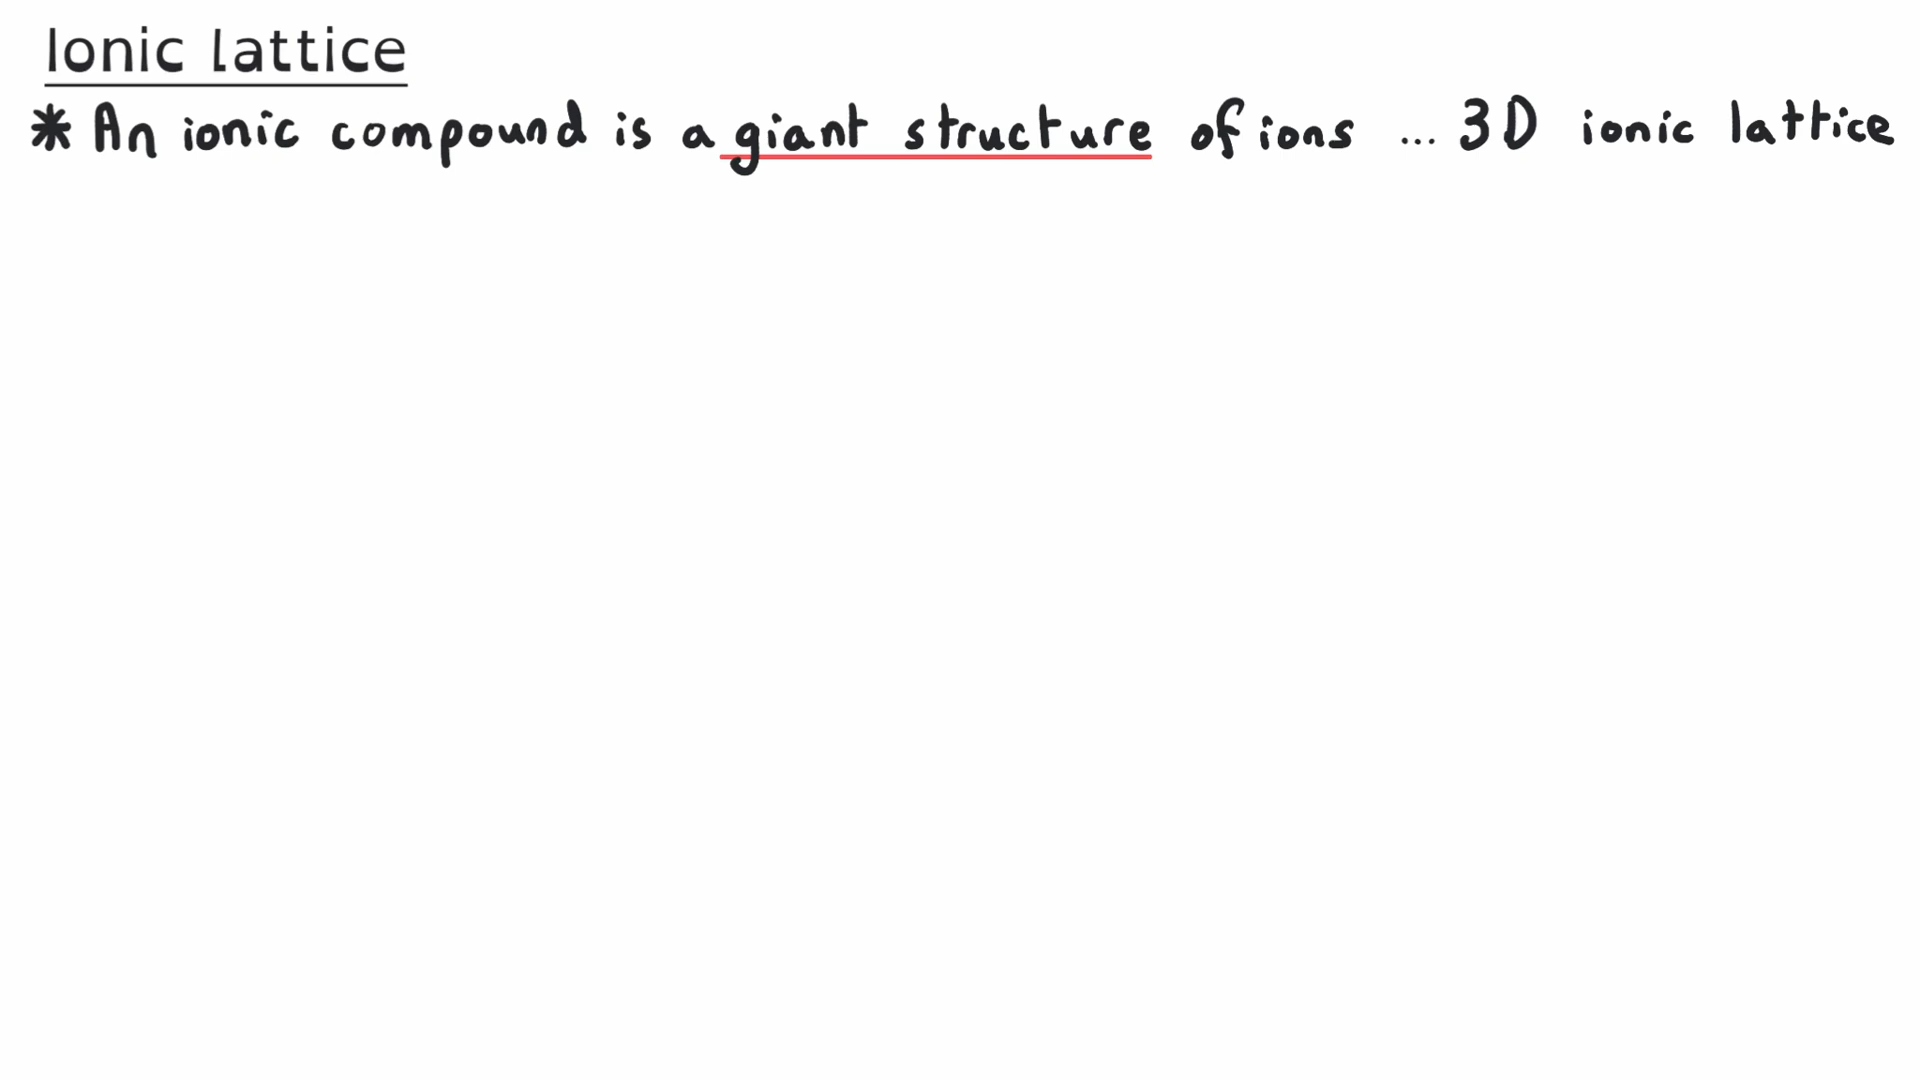 Ionic lattice
* An ionic compound is a giant structure of ions ... 3D ionic lattice